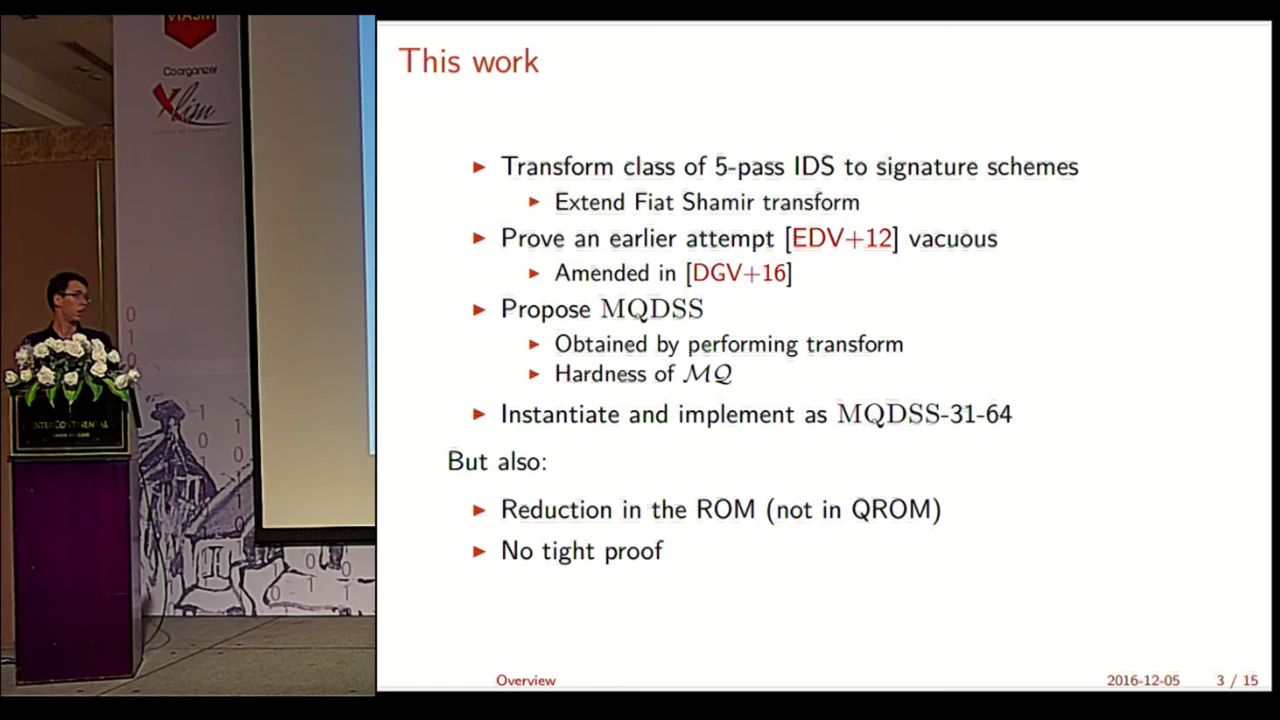 VIASM
Coorganizer
Xlim
INTERCONTINENTAL
This work
Transform class of 5-pass IDS to signature schemes
Extend Fiat Shamir transform
Prove an earlier attempt [EDV+12] vacuous
Amended in [DGV+16]
Propose MQDSS
Obtained by performing transform
Hardness of MQ
Instantiate and implement as MQDSS-31-64
But also:
Reduction in the ROM (not in QROM)
No tight proof
Overview 2016-12-05 3 / 15